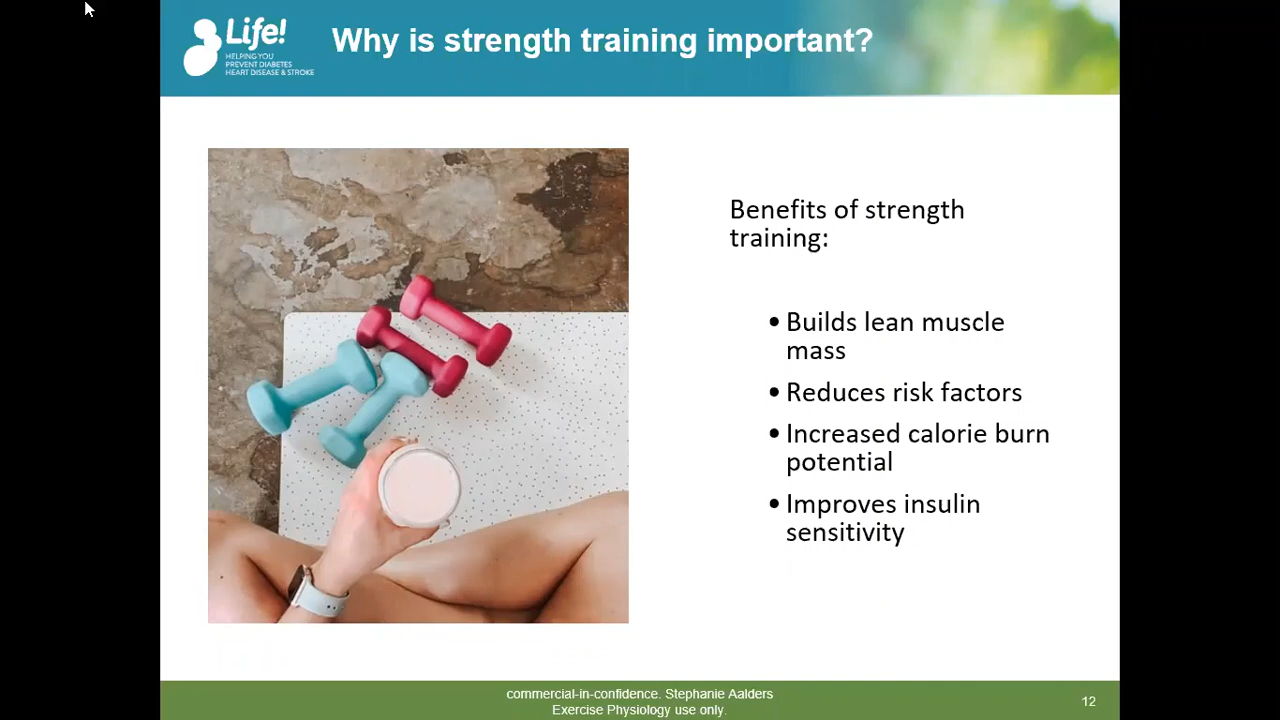 Life!
HELPING YOU
PREVENT DIABETES
HEART DISEASE & STROKE
Why is strength training important?
Benefits of strength
training:
• Builds lean muscle
mass
• Reduces risk factors
• Increased calorie burn
potential
• Improves insulin
sensitivity
commercial-in-confidence. Stephanie Aalders
Exercise Physiology use only.
12